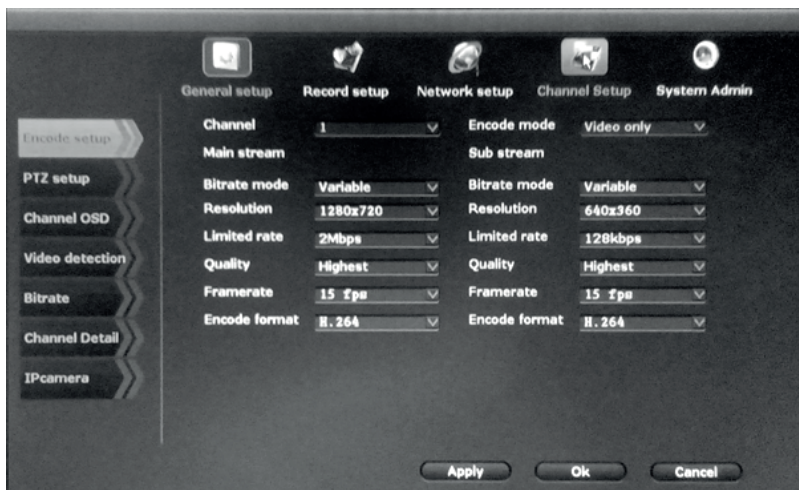 General setup Record setup Network setup Channel Setup System Admin
Encode setup
PTZ setup
Channel OSD
Video detection
Bitrate
Channel Detail
IPcamera
Channel 1 Encode mode Video only
Main stream Sub stream
Bitrate mode Variable Bitrate mode Variable
Resolution 1280x720 Resolution 640x360
Limited rate 2Mbps Limited rate 128kbps
Quality Highest Quality Highest
Framerate 15 fps Framerate 15 fps
Encode format H.264 Encode format H.264
Apply Ok Cancel